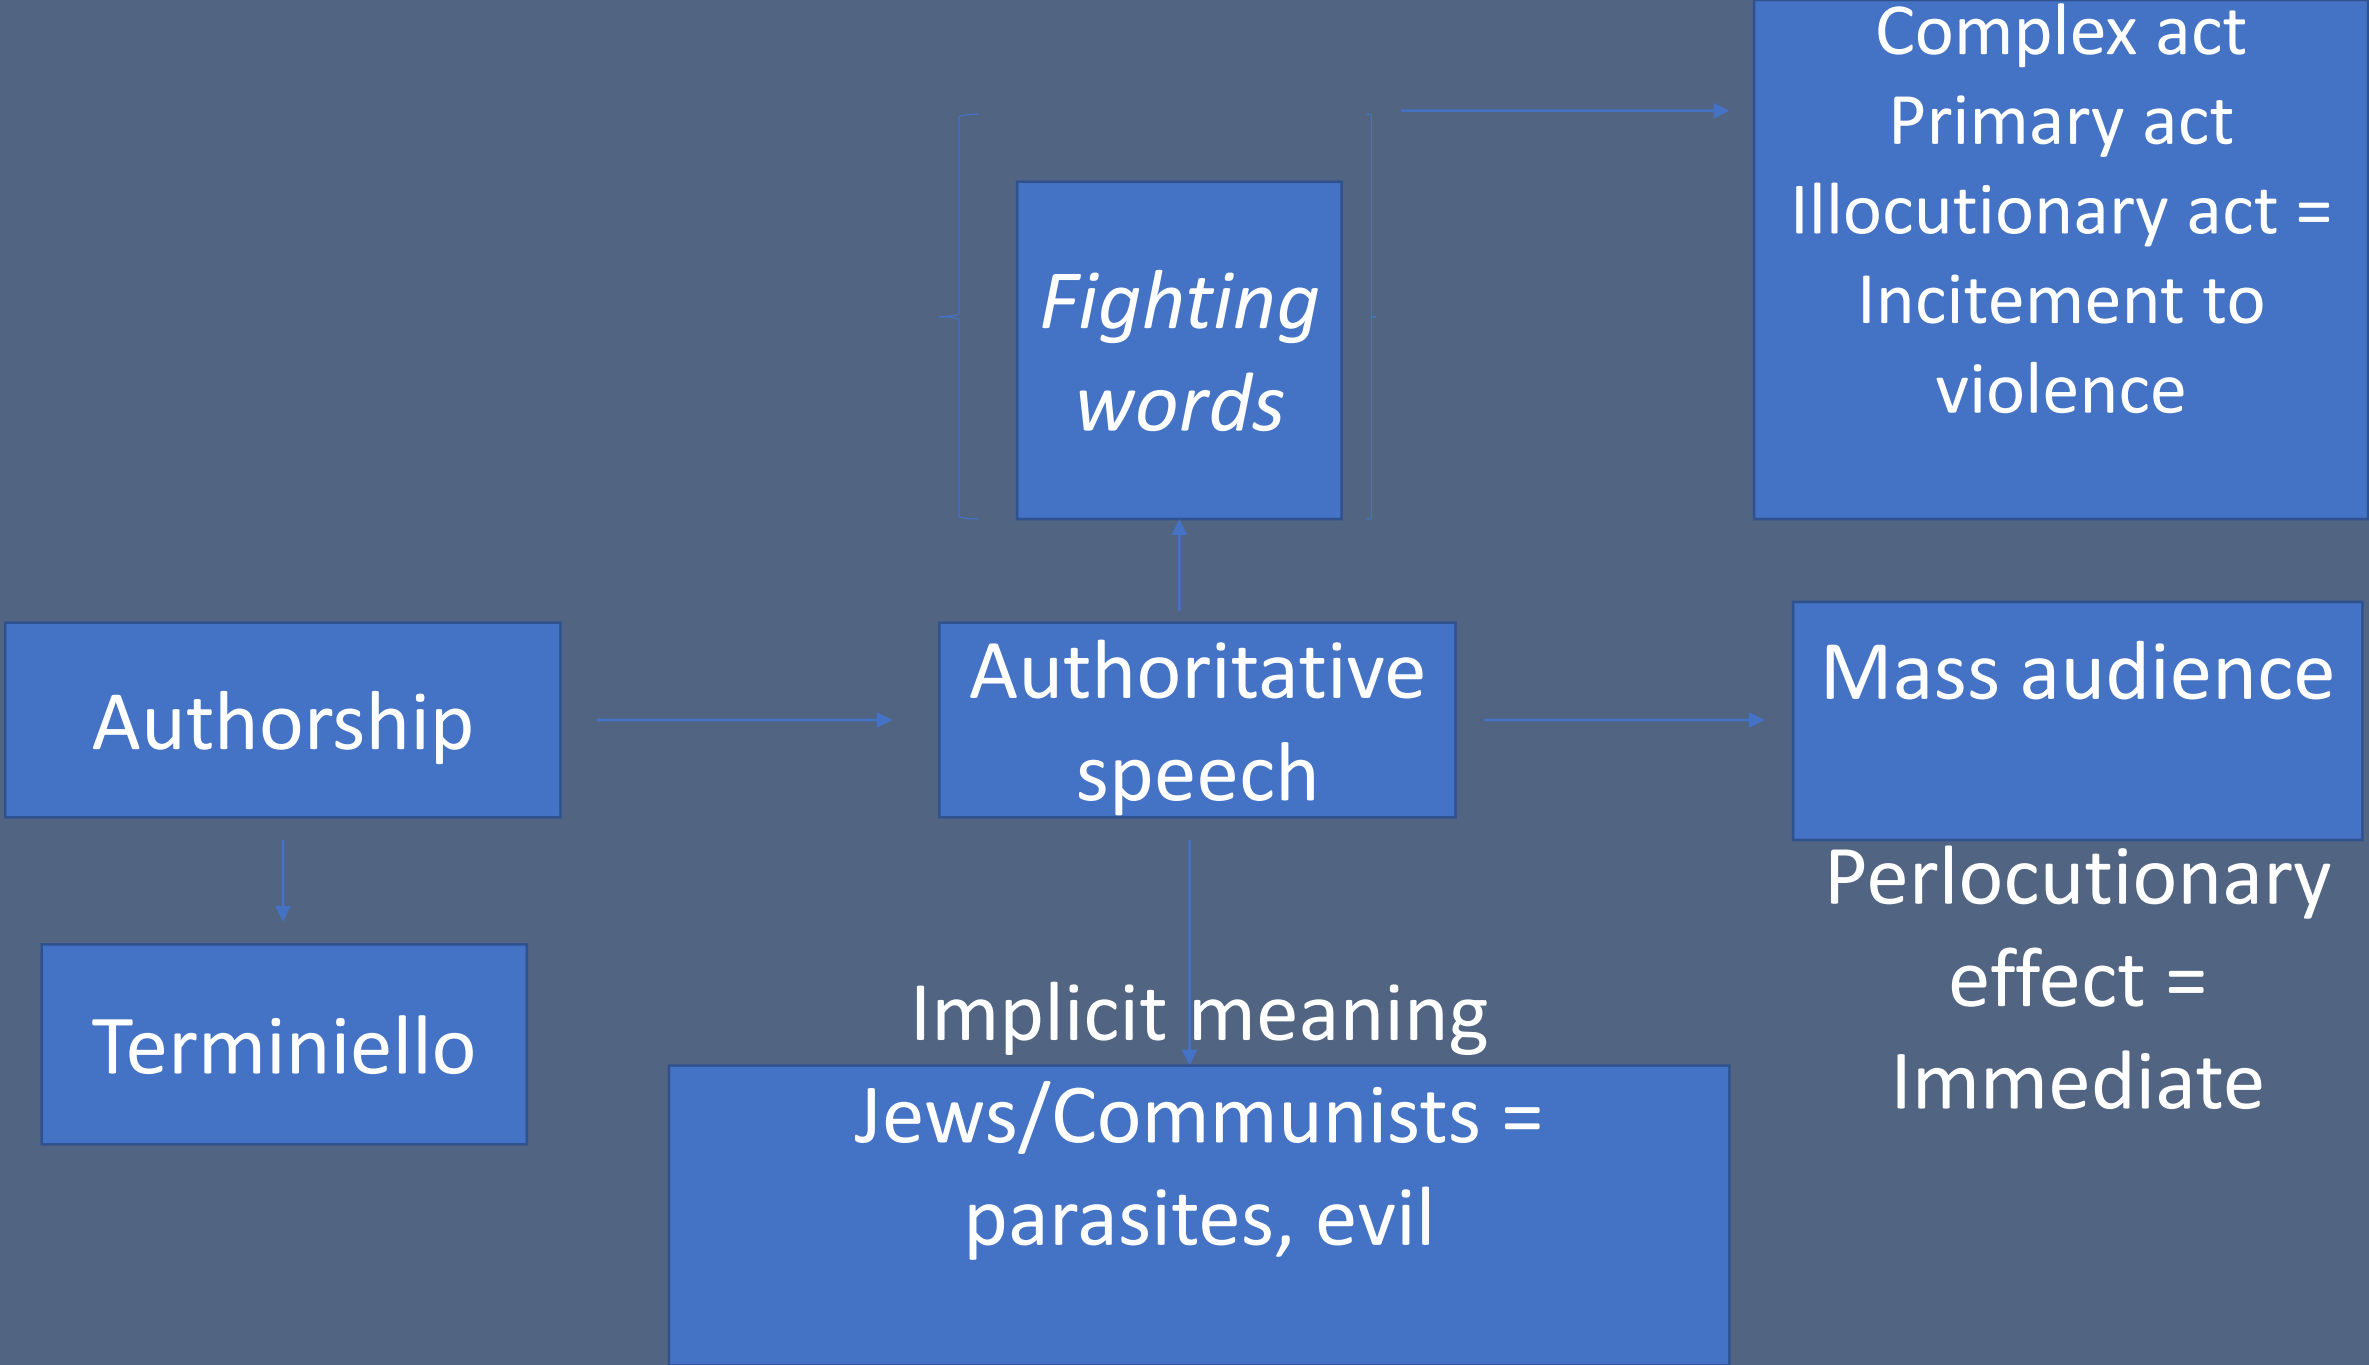 Complex act
Primary act
Illocutionary act =
Incitement to
violence
Fighting
words
Authorship
Authoritative
speech
Mass audience
Perlocutionary
effect =
Immediate
Terminiello
Implicit meaning
Jews/Communists =
parasites, evil